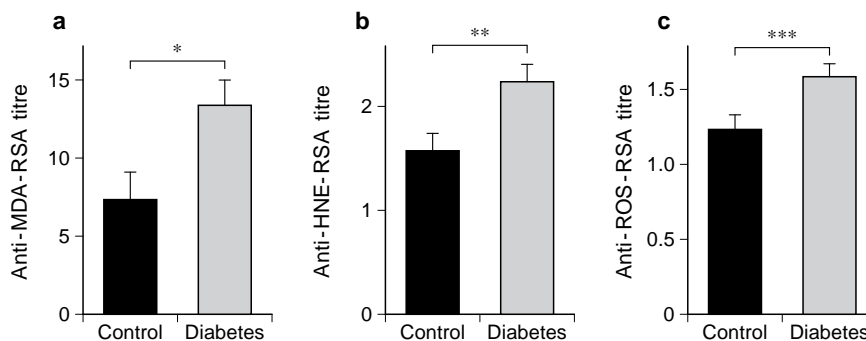 a
*
Anti-MDA-RSA titre
15
10
5
0
Control Diabetes
b
**
Anti-HNE-RSA titre
2
1
0
Control Diabetes
c
***
Anti-ROS-RSA titre
1.5
1.0
0.5
0
Control Diabetes